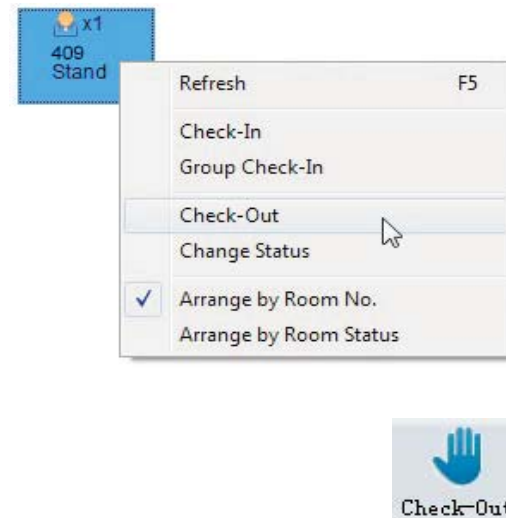 x1
409
Stand
Refresh F5
Check-In
Group Check-In
Check-Out
Change Status
Arrange by Room No.
Arrange by Room Status
Check-Out